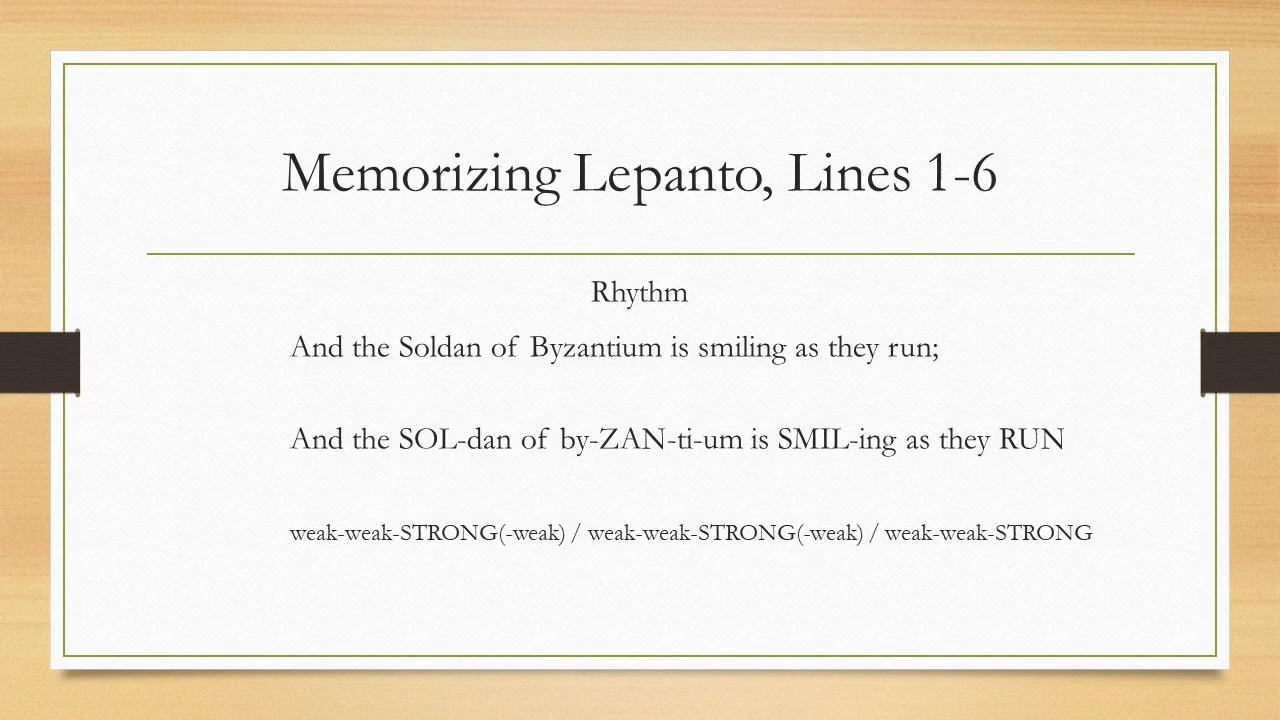 Memorizing Lepanto, Lines 1-6
Rhythm
And the Soldan of Byzantium is smiling as they run;
And the SOL-dan of by-ZAN-ti-um is SMIL-ing as they RUN
weak-weak-STRONG(-weak) / weak-weak-STRONG(-weak) / weak-weak-STRONG